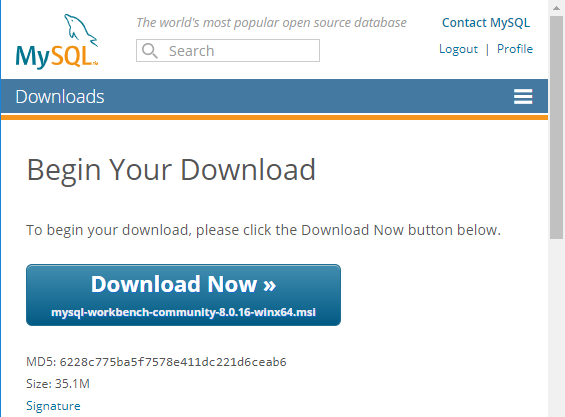 The world's most popular open source database
Contact MySQL
MySQL
Search
Logout | Profile
Downloads
Begin Your Download
To begin your download, please click the Download Now button below.
Download Now »
mysql-workbench-community-8.0.16-winx64.msi
MD5: 6228c775ba5f7578e411dc221d6ceab6
Size: 35.1M
Signature